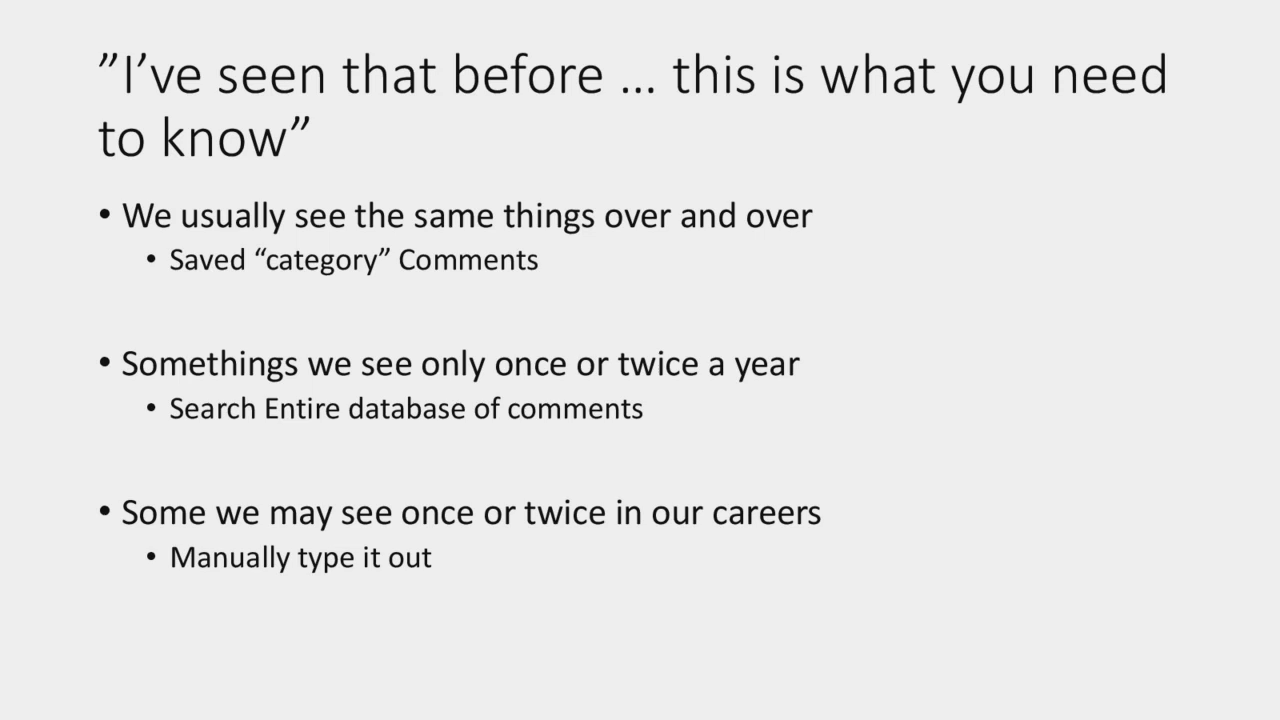 ”I’ve seen that before … this is what you need
to know”
• We usually see the same things over and over
• Saved “category” Comments
• Somethings we see only once or twice a year
• Search Entire database of comments
• Some we may see once or twice in our careers
• Manually type it out